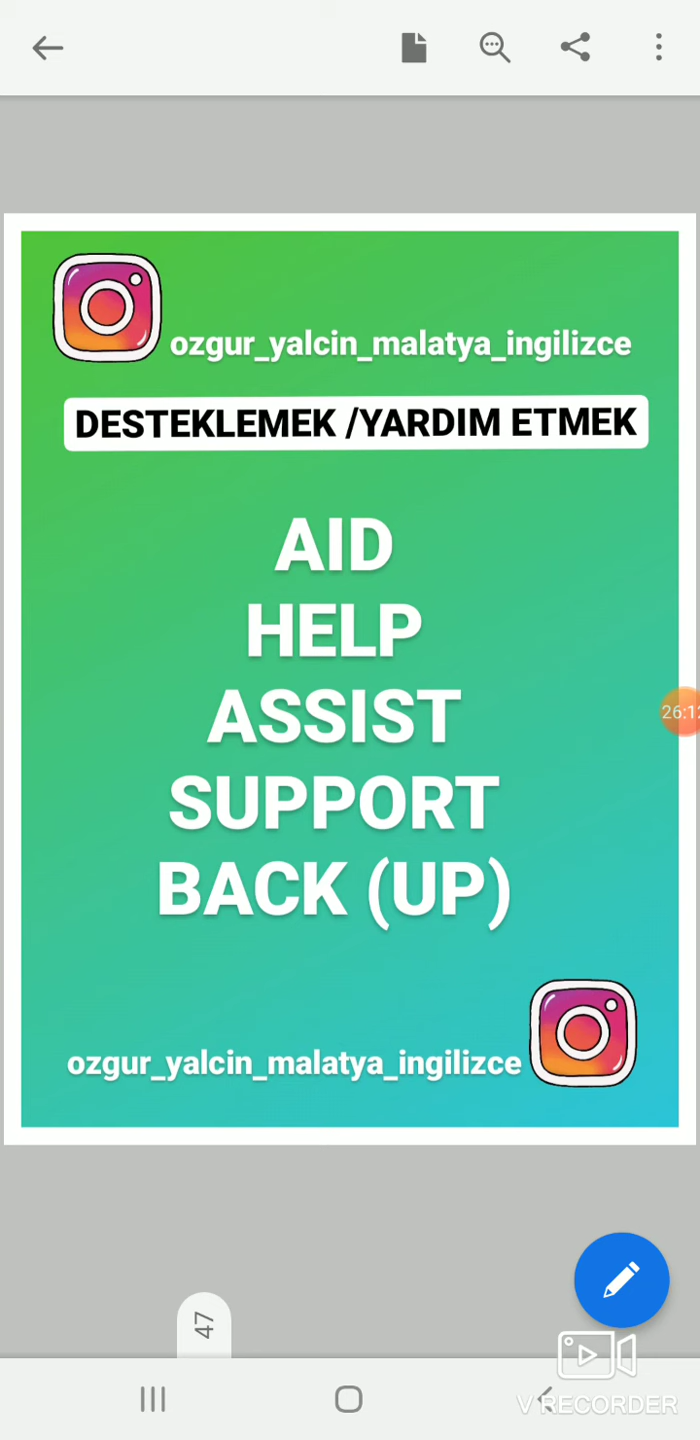 ozgur_yalcin_malatya_ingilizce
DESTEKLEMEK /YARDIM ETMEK
AID
HELP
ASSIST
SUPPORT
BACK (UP)
ozgur_yalcin_malatya_ingilizce
47
V RECORDER